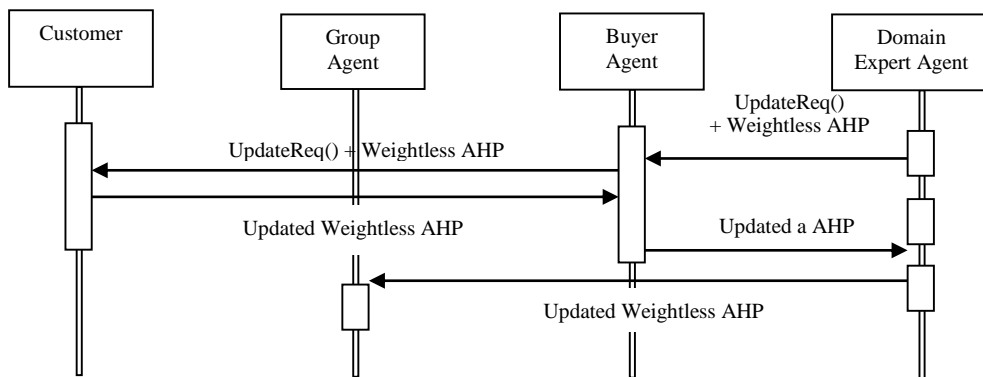 Customer
Group
Agent
Buyer
Agent
Domain
Expert Agent
UpdateReq()
+ Weightless AHP
UpdateReq() + Weightless AHP
Updated Weightless AHP
Updated a AHP
Updated Weightless AHP